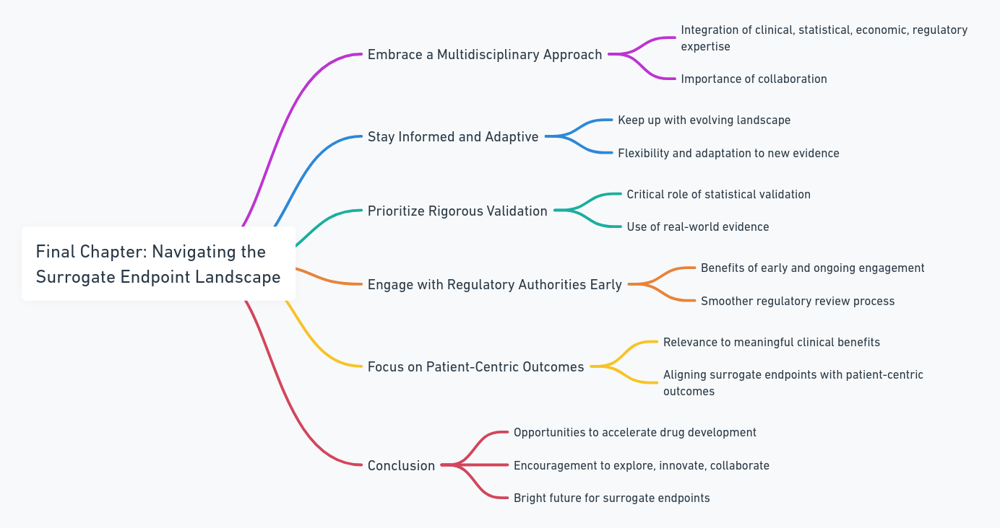 Final Chapter: Navigating the
Surrogate Endpoint Landscape
Embrace a Multidisciplinary Approach
Integration of clinical, statistical, economic, regulatory
expertise
Importance of collaboration
Stay Informed and Adaptive
Keep up with evolving landscape
Flexibility and adaptation to new evidence
Prioritize Rigorous Validation
Critical role of statistical validation
Use of real-world evidence
Engage with Regulatory Authorities Early
Benefits of early and ongoing engagement
Smoother regulatory review process
Focus on Patient-Centric Outcomes
Relevance to meaningful clinical benefits
Aligning surrogate endpoints with patient-centric
outcomes
Conclusion
Opportunities to accelerate drug development
Encouragement to explore, innovate, collaborate
Bright future for surrogate endpoints